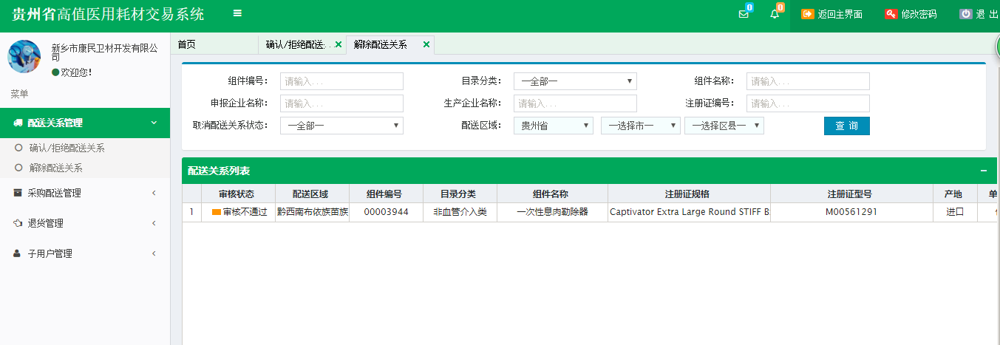 贵州省高值医用耗材交易系统
0
0
返回主界面
修改密码
退 出
新乡市康民卫材开发有限公司
欢迎您!
菜单
配送关系管理
确认/拒绝配送关系
解除配送关系
采购配送管理
退货管理
子用户管理
首页
确认/拒绝配送...
解除配送关系
组件编号: 请输入...
目录分类: —全部—
组件名称: 请输入...
申报企业名称: 请输入...
生产企业名称: 请输入...
注册证编号: 请输入...
取消配送关系状态: —全部—
配送区域: 贵州省 —选择市— —选择区县—
查 询
配送关系列表
审核状态 配送区域 组件编号 目录分类 组件名称 注册证规格 注册证型号 产地 单
1 审核不通过 黔西南布依族苗族 00003944 非血管介入类 一次性息肉勒除器 Captivator Extra Large Round STIFF B M00561291 进口